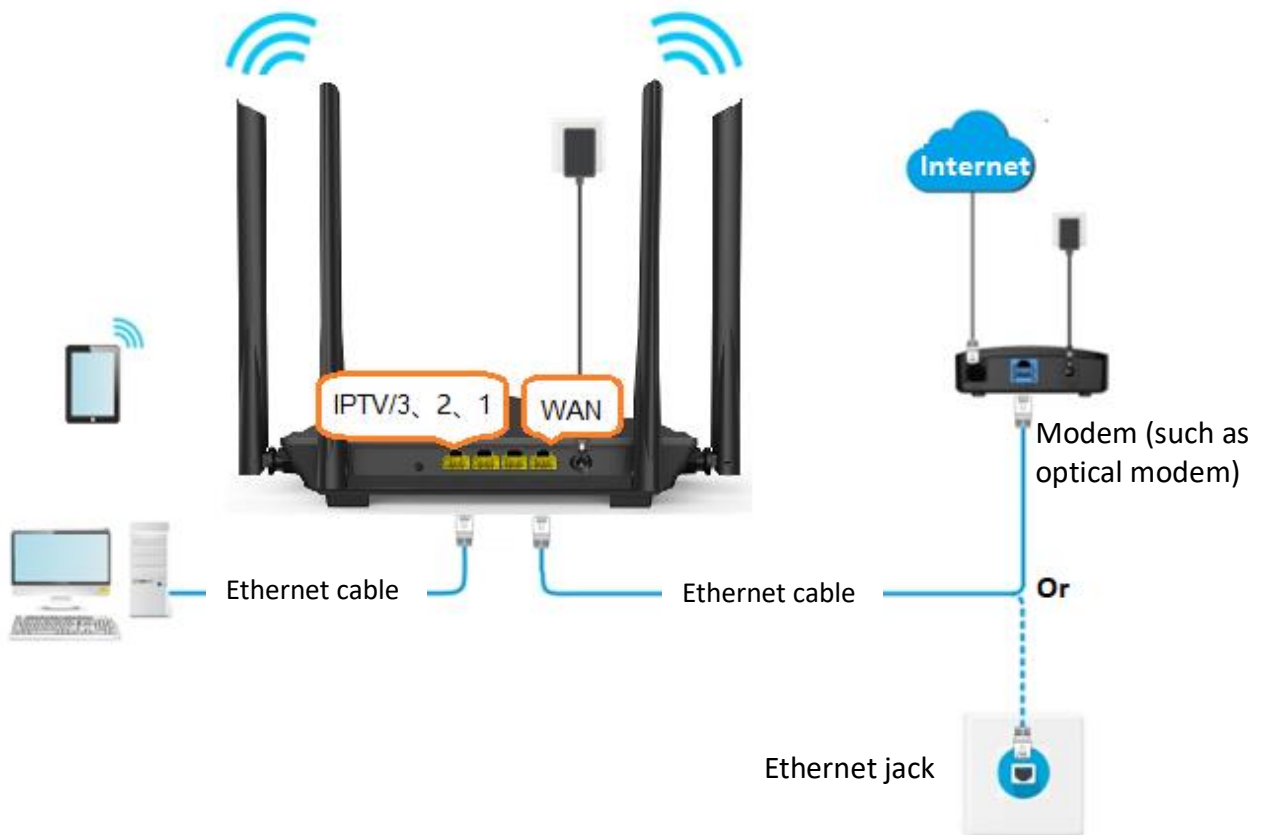 Internet
IPTV/3、2、1
WAN
Modem (such as
optical modem)
Ethernet cable
Ethernet cable
Or
Ethernet jack